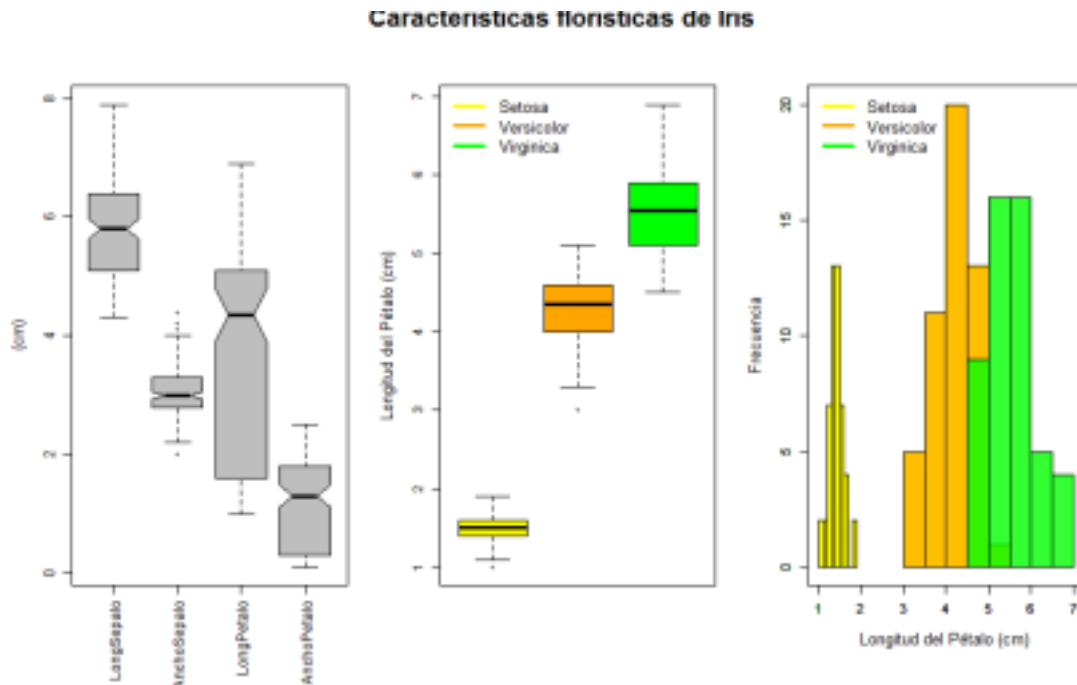 Características florísticas de Iris
(cm)
8
6
4
2
0
LongSepalo
AnchoSepalo
LongPetalo
AnchoPetalo
Longitud del Pétalo (cm)
7
6
5
4
3
2
1
Setosa
Versicolor
Virginica
Frecuencia
20
15
10
5
0
Setosa
Versicolor
Virginica
1 2 3 4 5 6 7
Longitud del Pétalo (cm)